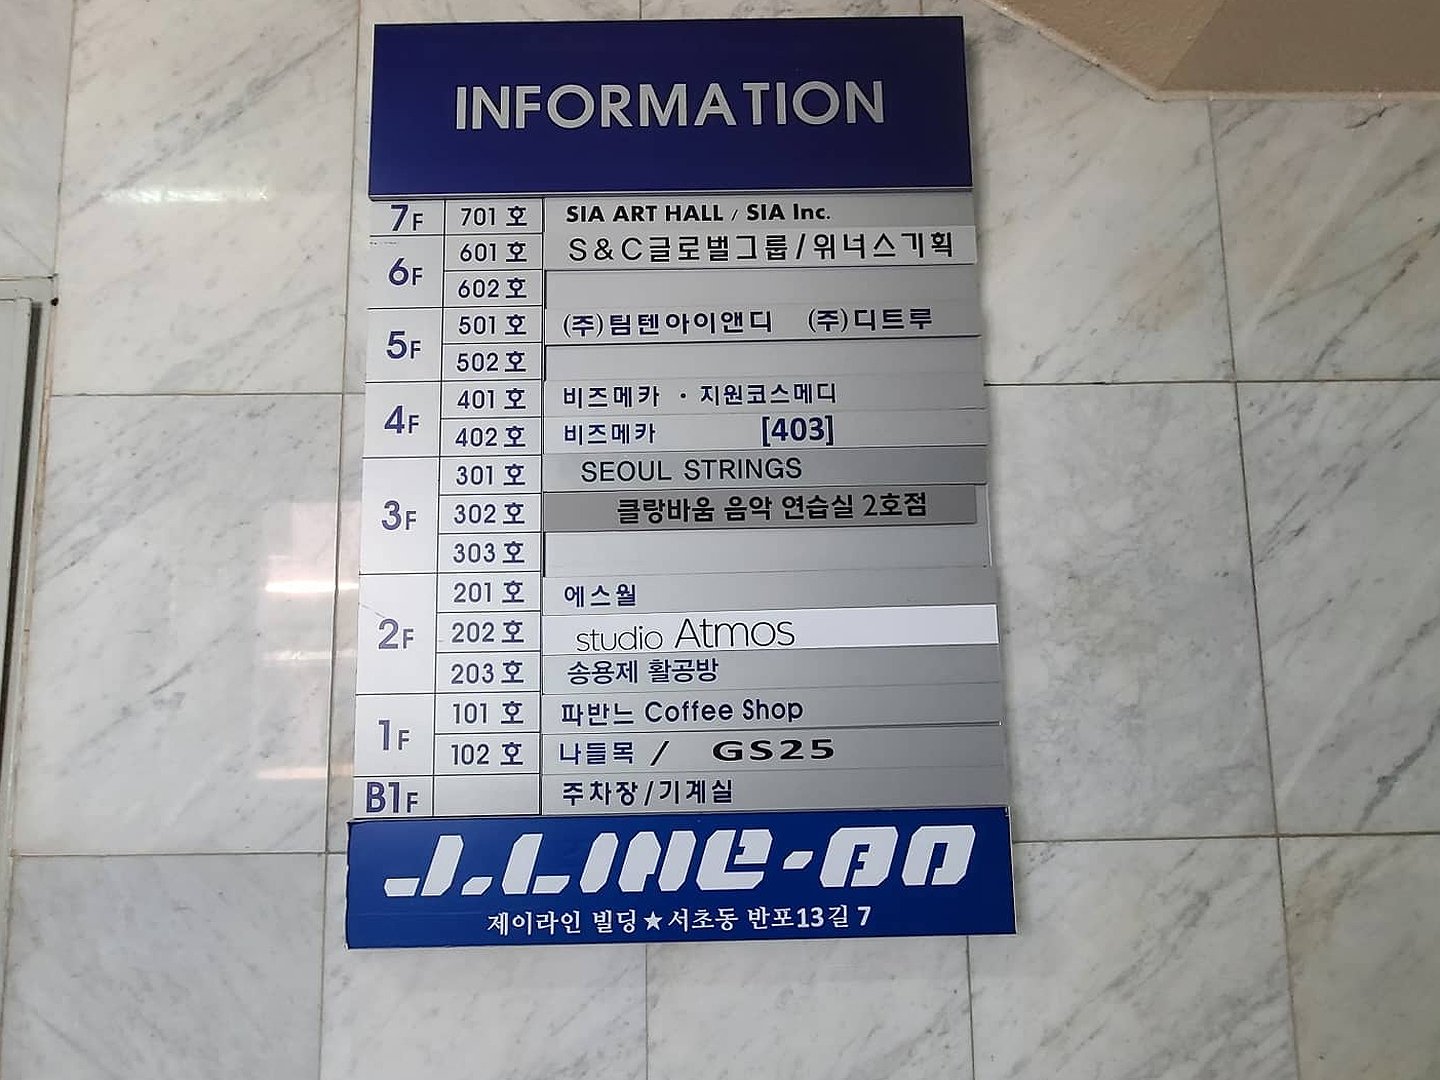 INFORMATION
7F 701 호 SIA ART HALL / SIA Inc.
6F 601 호 S&C글로벌그룹/위너스기획
602 호
5F 501 호 (주)팀텐아이앤디 (주)디트루
502 호
4F 401 호 비즈메카 · 지원코스메디
402 호 비즈메카 [403]
3F 301 호 SEOUL STRINGS
302 호 클랑바움 음악 연습실 2호점
303 호
2F 201 호 에스월
202 호 studio Atmos
203 호 송용제 활공방
1F 101 호 파반느 Coffee Shop
102 호 나들목 / GS25
B1F 주차장/기계실
J.LINE-BD
제이라인 빌딩★서초동 반포13길 7